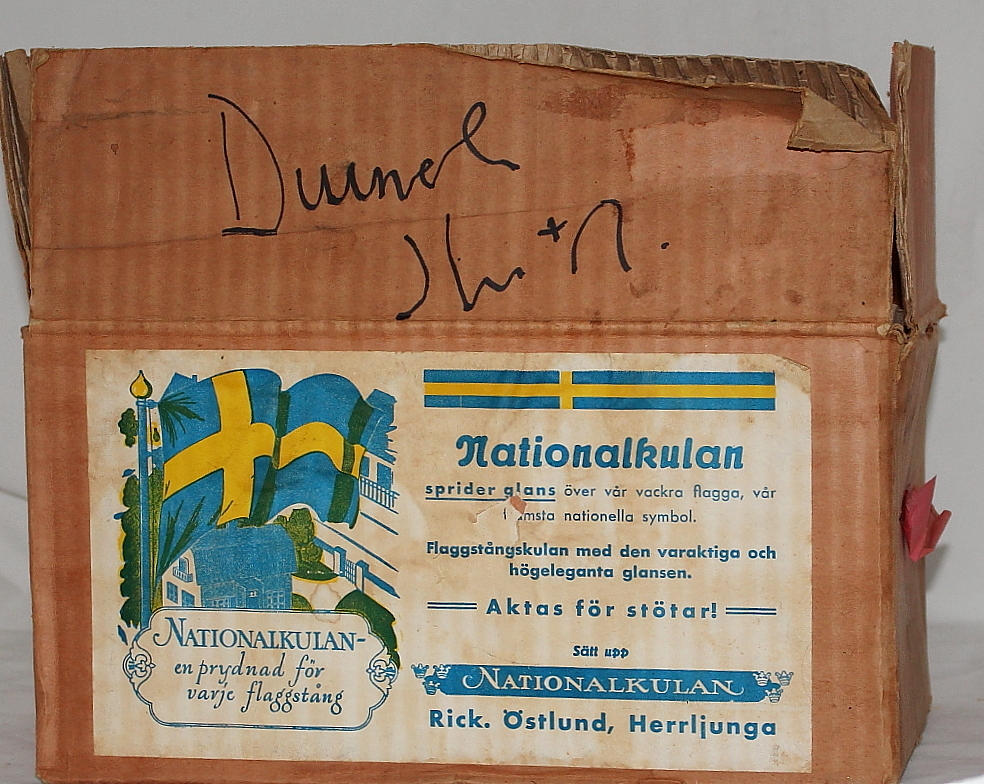 Nationalkulan
sprider glans över vår vackra flagga, vår
nationella symbol.
Flaggstångskulan med den varaktiga och
högeleganta glansen.
Aktas för stötar!
Sätt upp
NATIONALKULAN
Rick. Östlund, Herrljunga
NATIONALKULAN-
en prydnad för
varje flaggstång